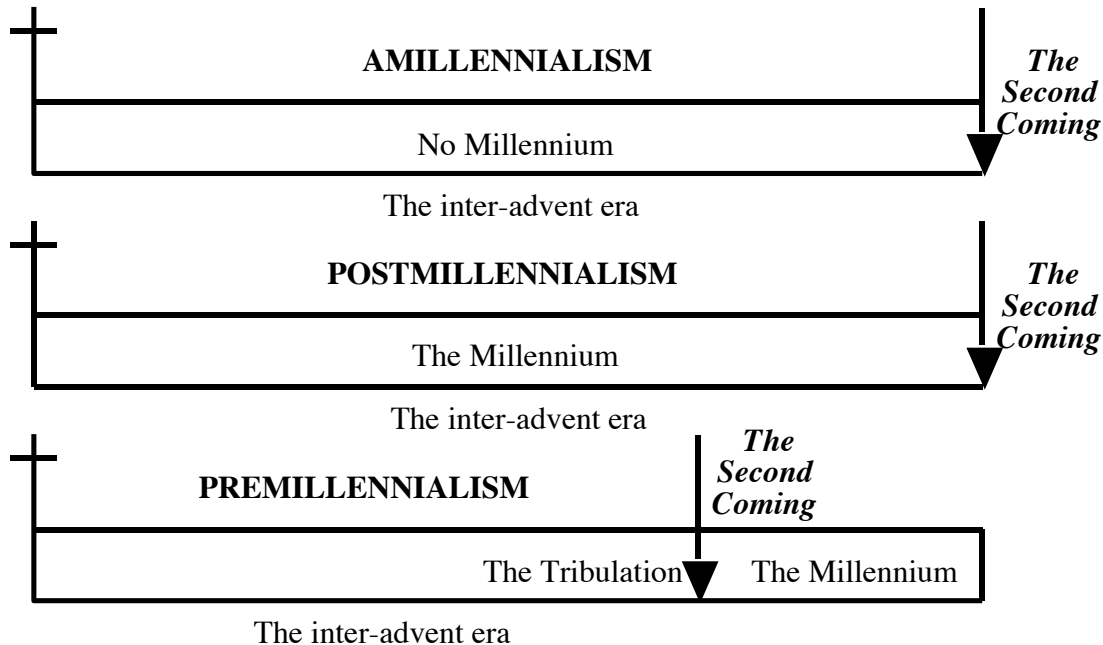 AMILLENNIALISM
The
Second
Coming
No Millennium
The inter-advent era
POSTMILLENNIALISM
The
Second
Coming
The Millennium
The inter-advent era
The
Second
Coming
PREMILLENNIALISM
The Tribulation
The Millennium
The inter-advent era